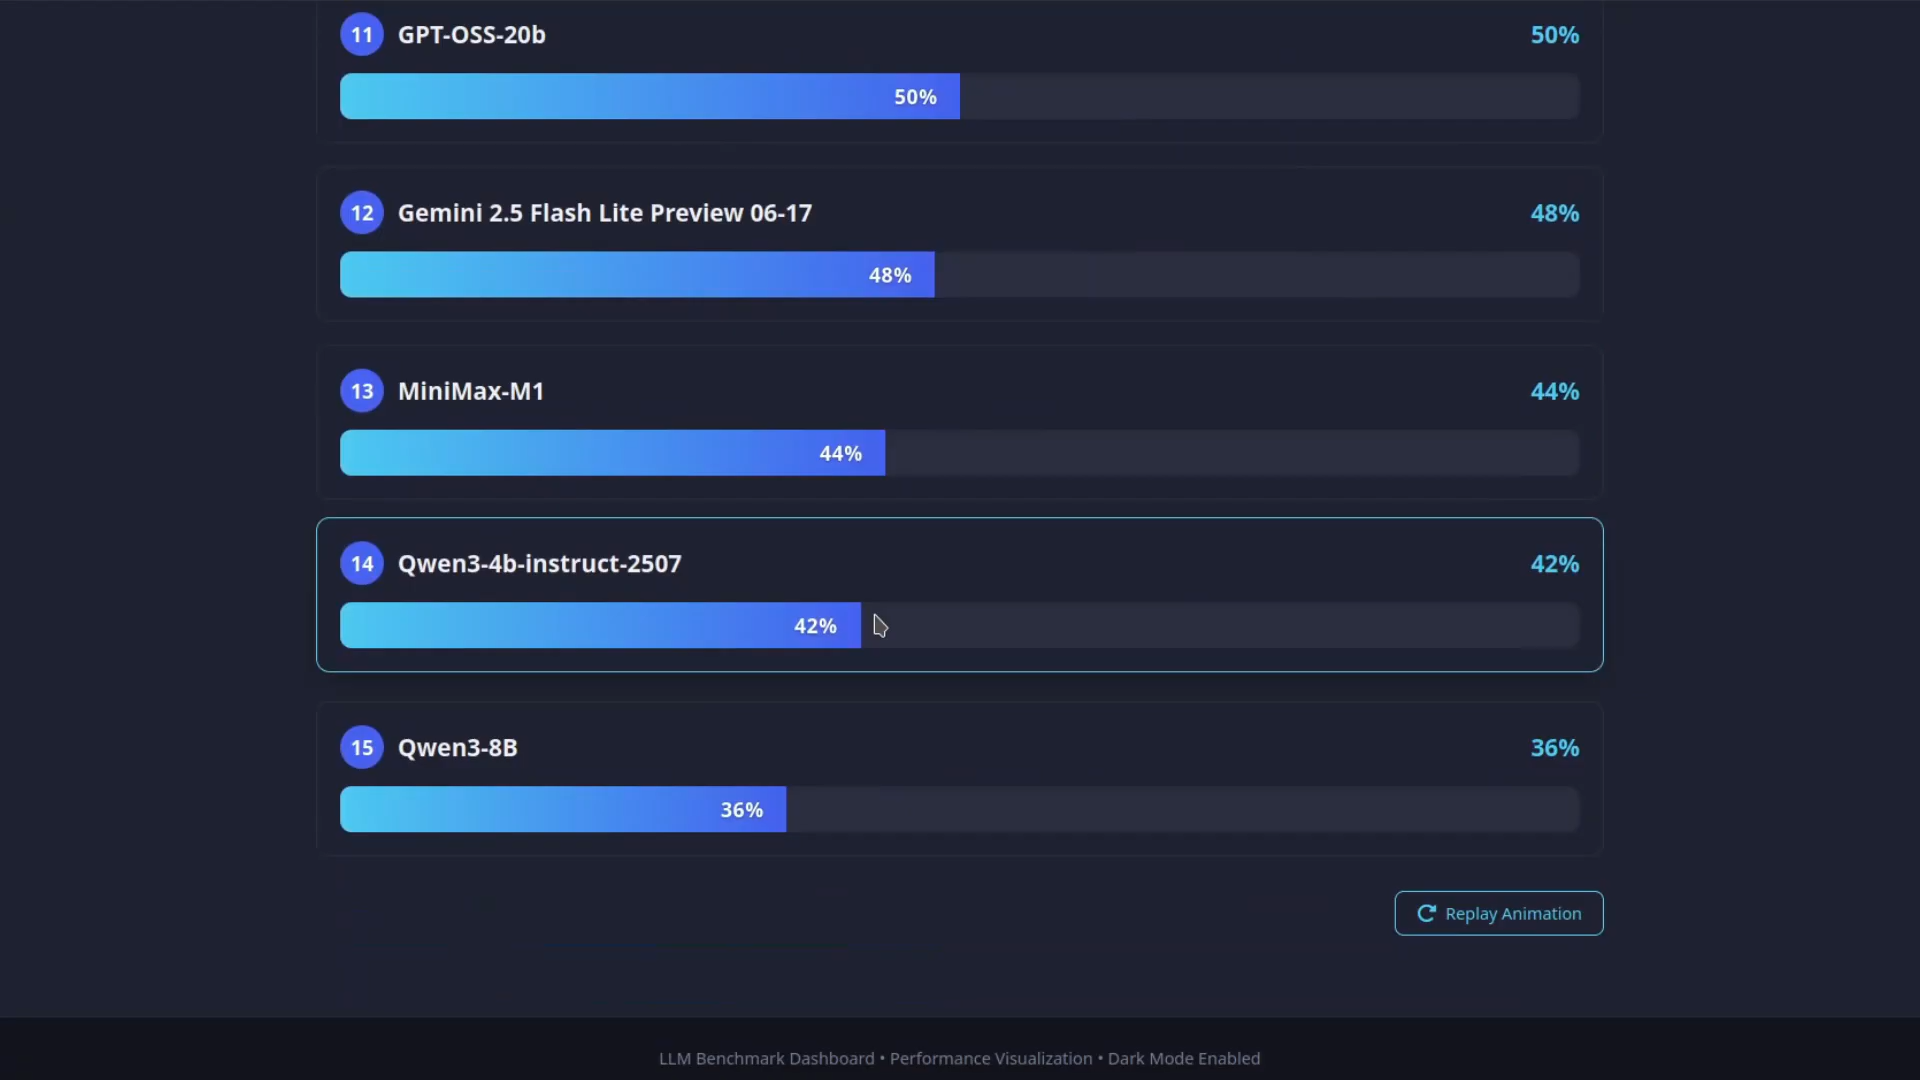 11 GPT-OSS-20b 50%
50%
12 Gemini 2.5 Flash Lite Preview 06-17 48%
48%
13 MiniMax-M1 44%
44%
14 Qwen3-4b-instruct-2507 42%
42%
15 Qwen3-8B 36%
36%
Replay Animation
LLM Benchmark Dashboard • Performance Visualization • Dark Mode Enabled